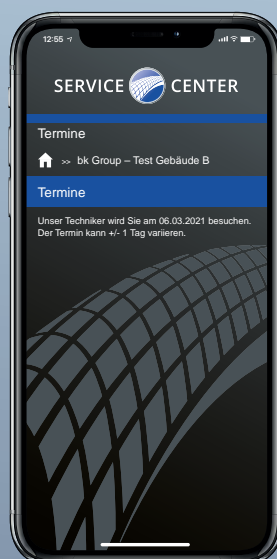 12:55
SERVICE CENTER
Termine
>> bk Group – Test Gebäude B
Termine
Unser Techniker wird Sie am 06.03.2021 besuchen.
Der Termin kann +/- 1 Tag variieren.